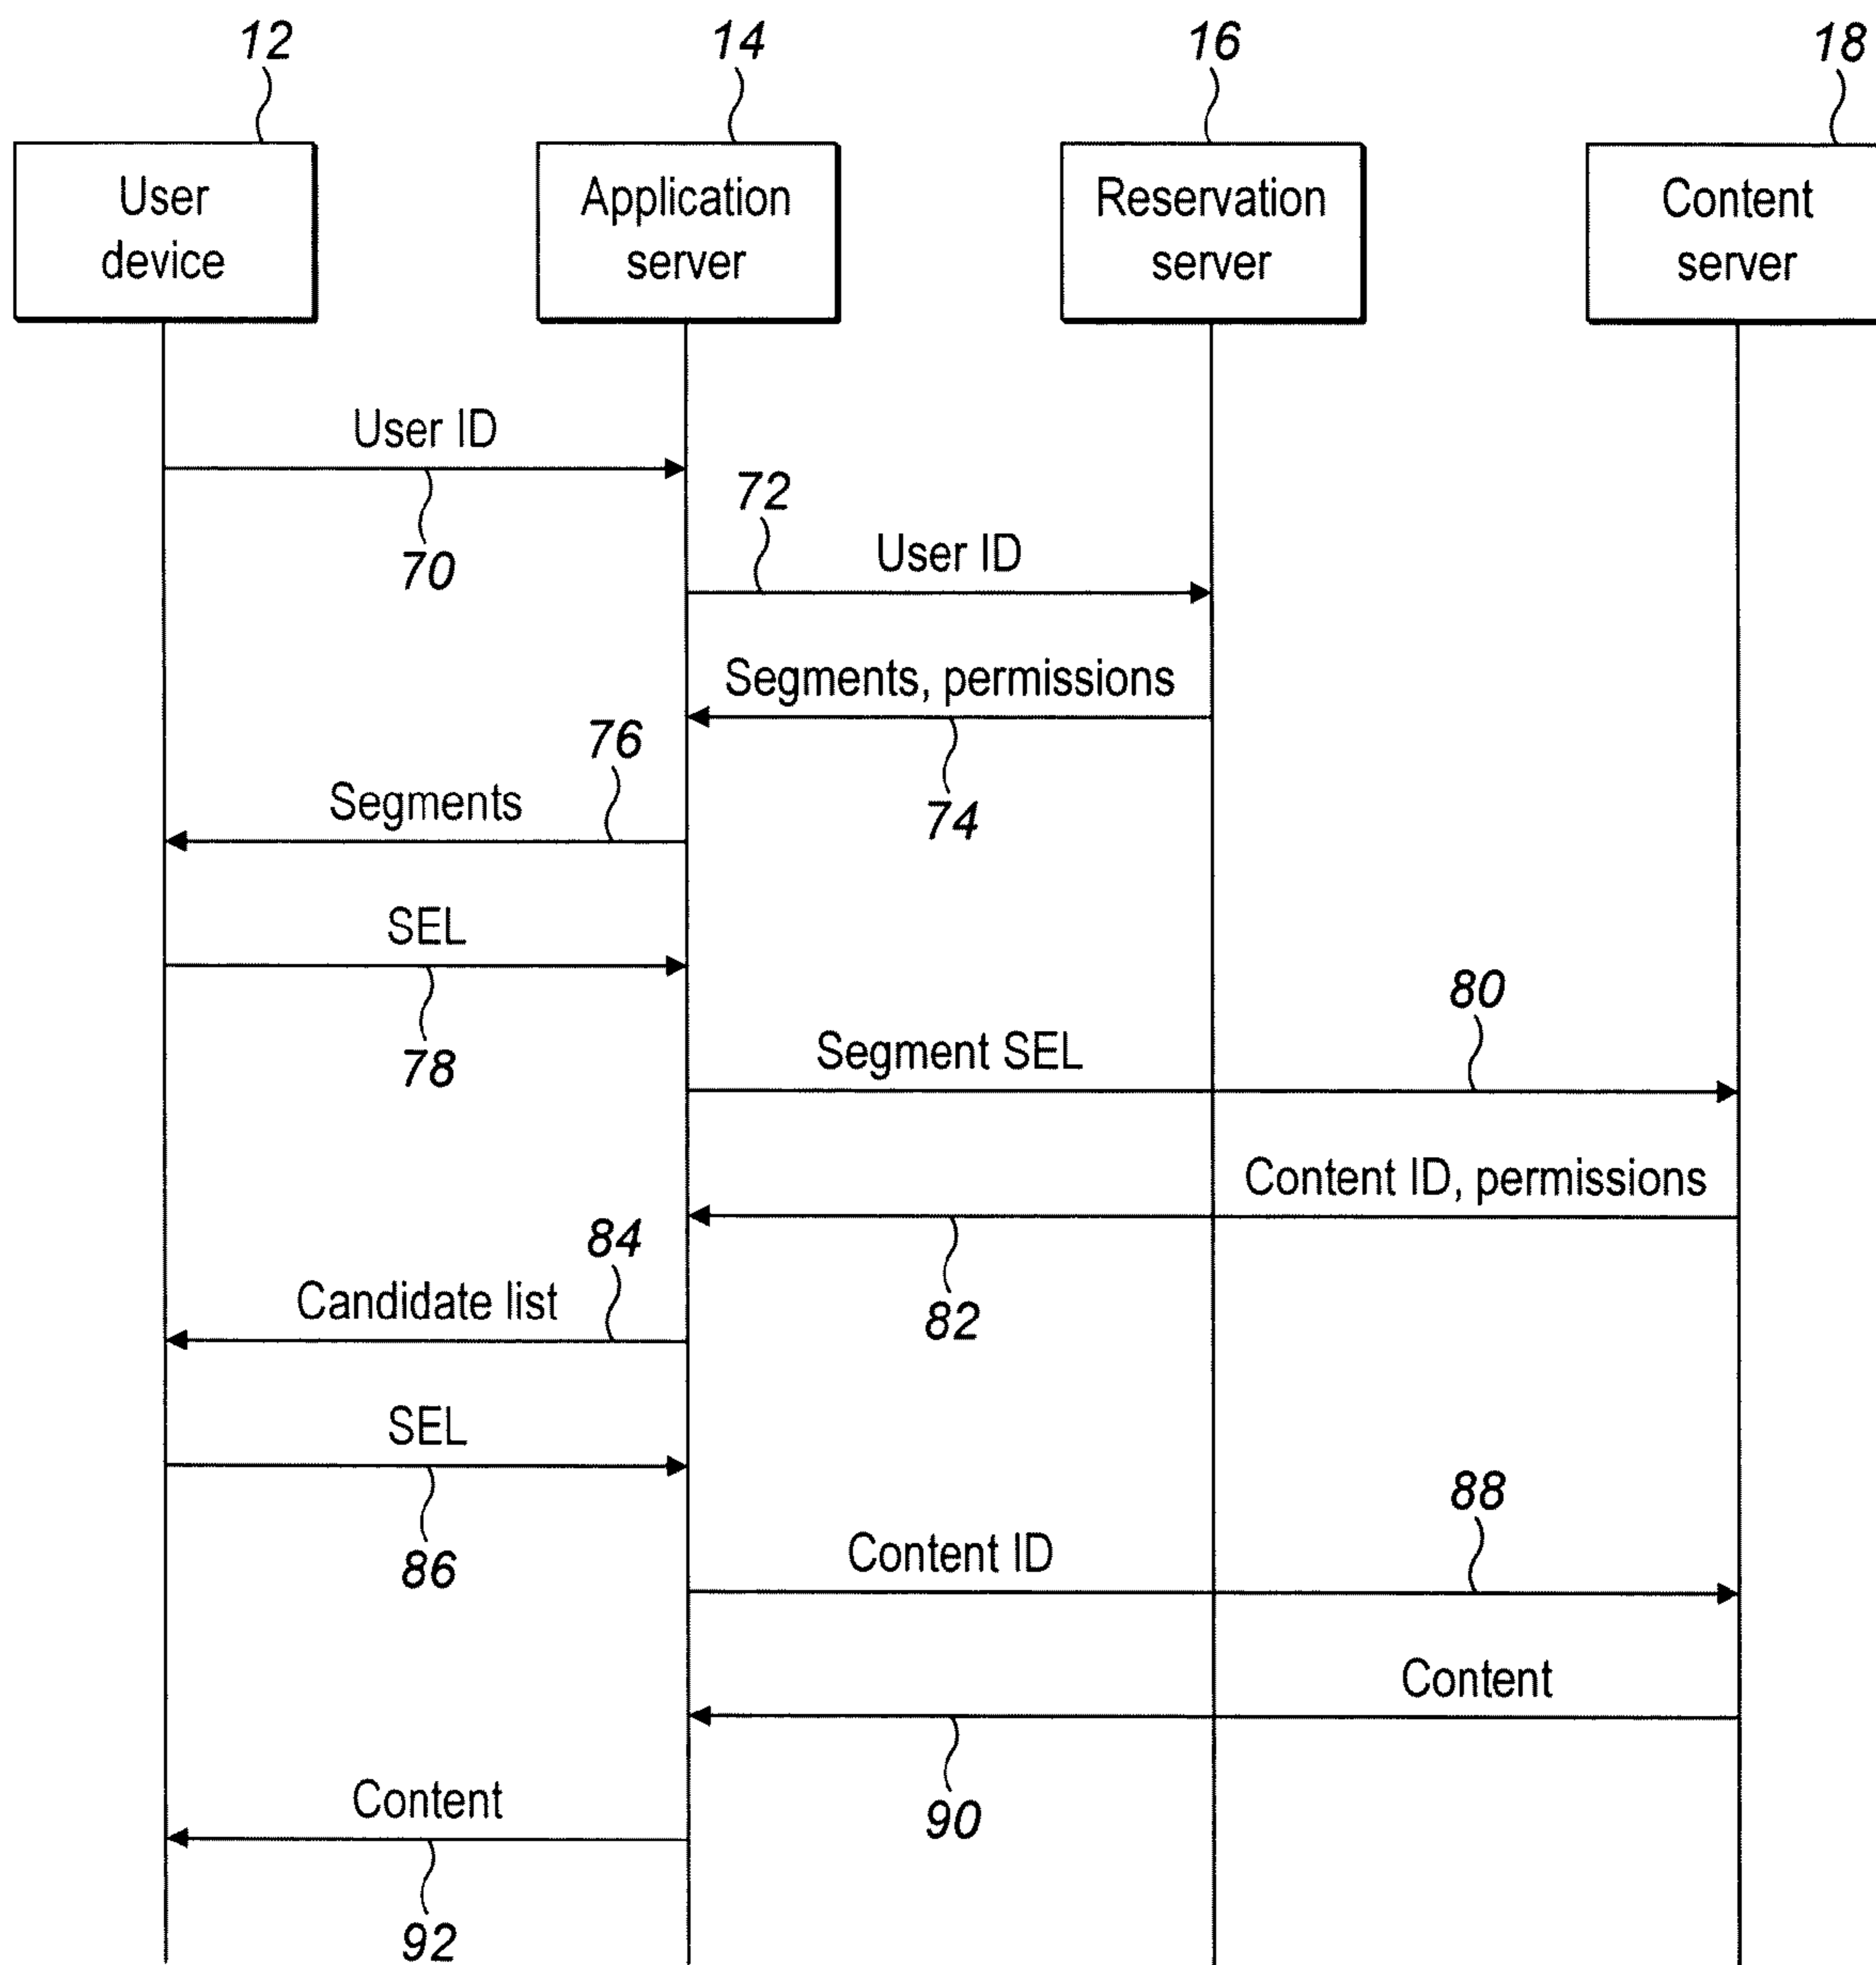 12
14
16
18
User
device
Application
server
Reservation
server
Content
server
User ID
70
72
User ID
Segments, permissions
74
76
Segments
SEL
78
80
Segment SEL
Content ID, permissions
82
84
Candidate list
SEL
86
88
Content ID
Content
90
Content
92